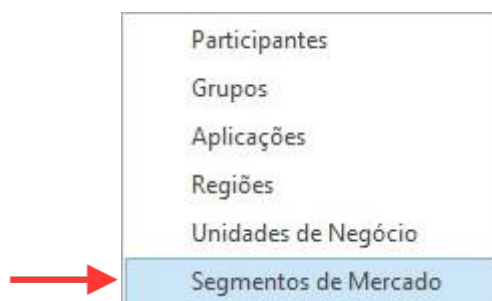 Participantes
Grupos
Aplicações
Regiões
Unidades de Negócio
Segmentos de Mercado